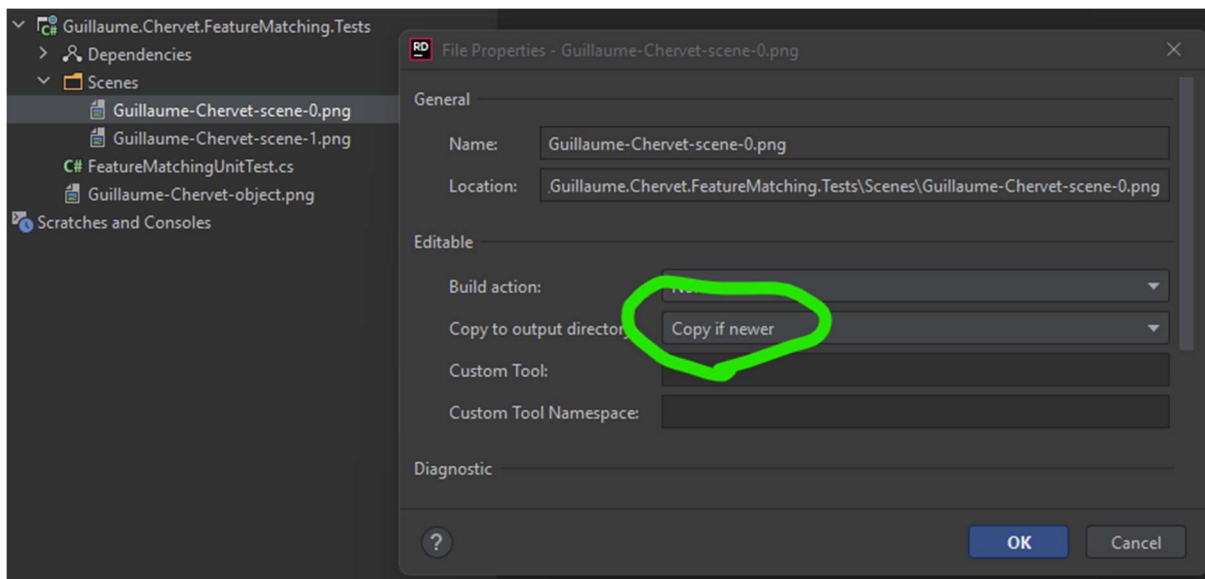 Guillaume.Chervet.FeatureMatching.Tests
Dependencies
Scenes
Guillaume-Chervet-scene-0.png
Guillaume-Chervet-scene-1.png
C# FeatureMatchingUnitTest.cs
Guillaume-Chervet-object.png
Scratches and Consoles
RD File Properties - Guillaume-Chervet-scene-0.png
General
Name: Guillaume-Chervet-scene-0.png
Location: .Guillaume.Chervet.FeatureMatching.Tests\Scenes\Guillaume-Chervet-scene-0.png
Editable
Build action:
Copy to output directory Copy if newer
Custom Tool:
Custom Tool Namespace:
Diagnostic
?
OK Cancel